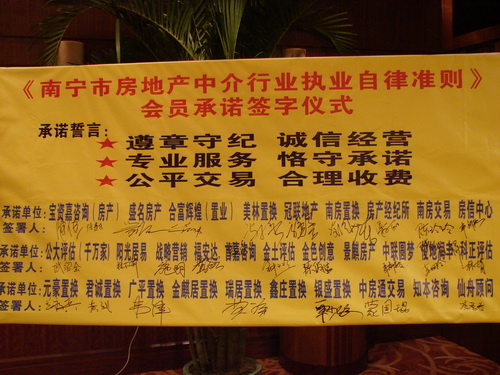 《南宁市房地产中介行业执业自律准则》
会员承诺签字仪式
承诺誓言:
★ 遵章守纪 诚信经营
★ 专业服务 恪守承诺
★ 公平交易 合理收费
承诺单位: 宝资嘉咨询（房产） 盛名房产 合富辉煌（置业） 美林置换 冠联地产 南房置换 房产经纪所 南房交易 房信中心
签署人:
承诺单位: 公大评估（千万家） 阳光居易 战略营销 福安达 黄嘉咨询 金土评估 金色创意 景麒房产 中联圆梦 科正评估
签署人:
承诺单位: 元豪置换 君诚置换 广平置换 金麒居置换 瑞居置换 鑫庄置换 银盛置换 中房通交易 知本咨询 仙舟顾问
签署人: